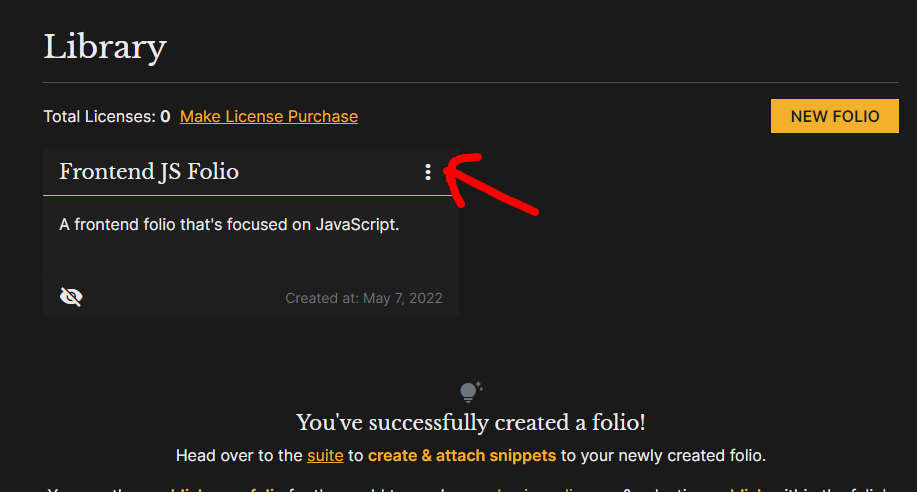 Library
Total Licenses: 0 Make License Purchase
NEW FOLIO
Frontend JS Folio
A frontend folio that's focused on JavaScript.
Created at: May 7, 2022
You've successfully created a folio!
Head over to the suite to create & attach snippets to your newly created folio.